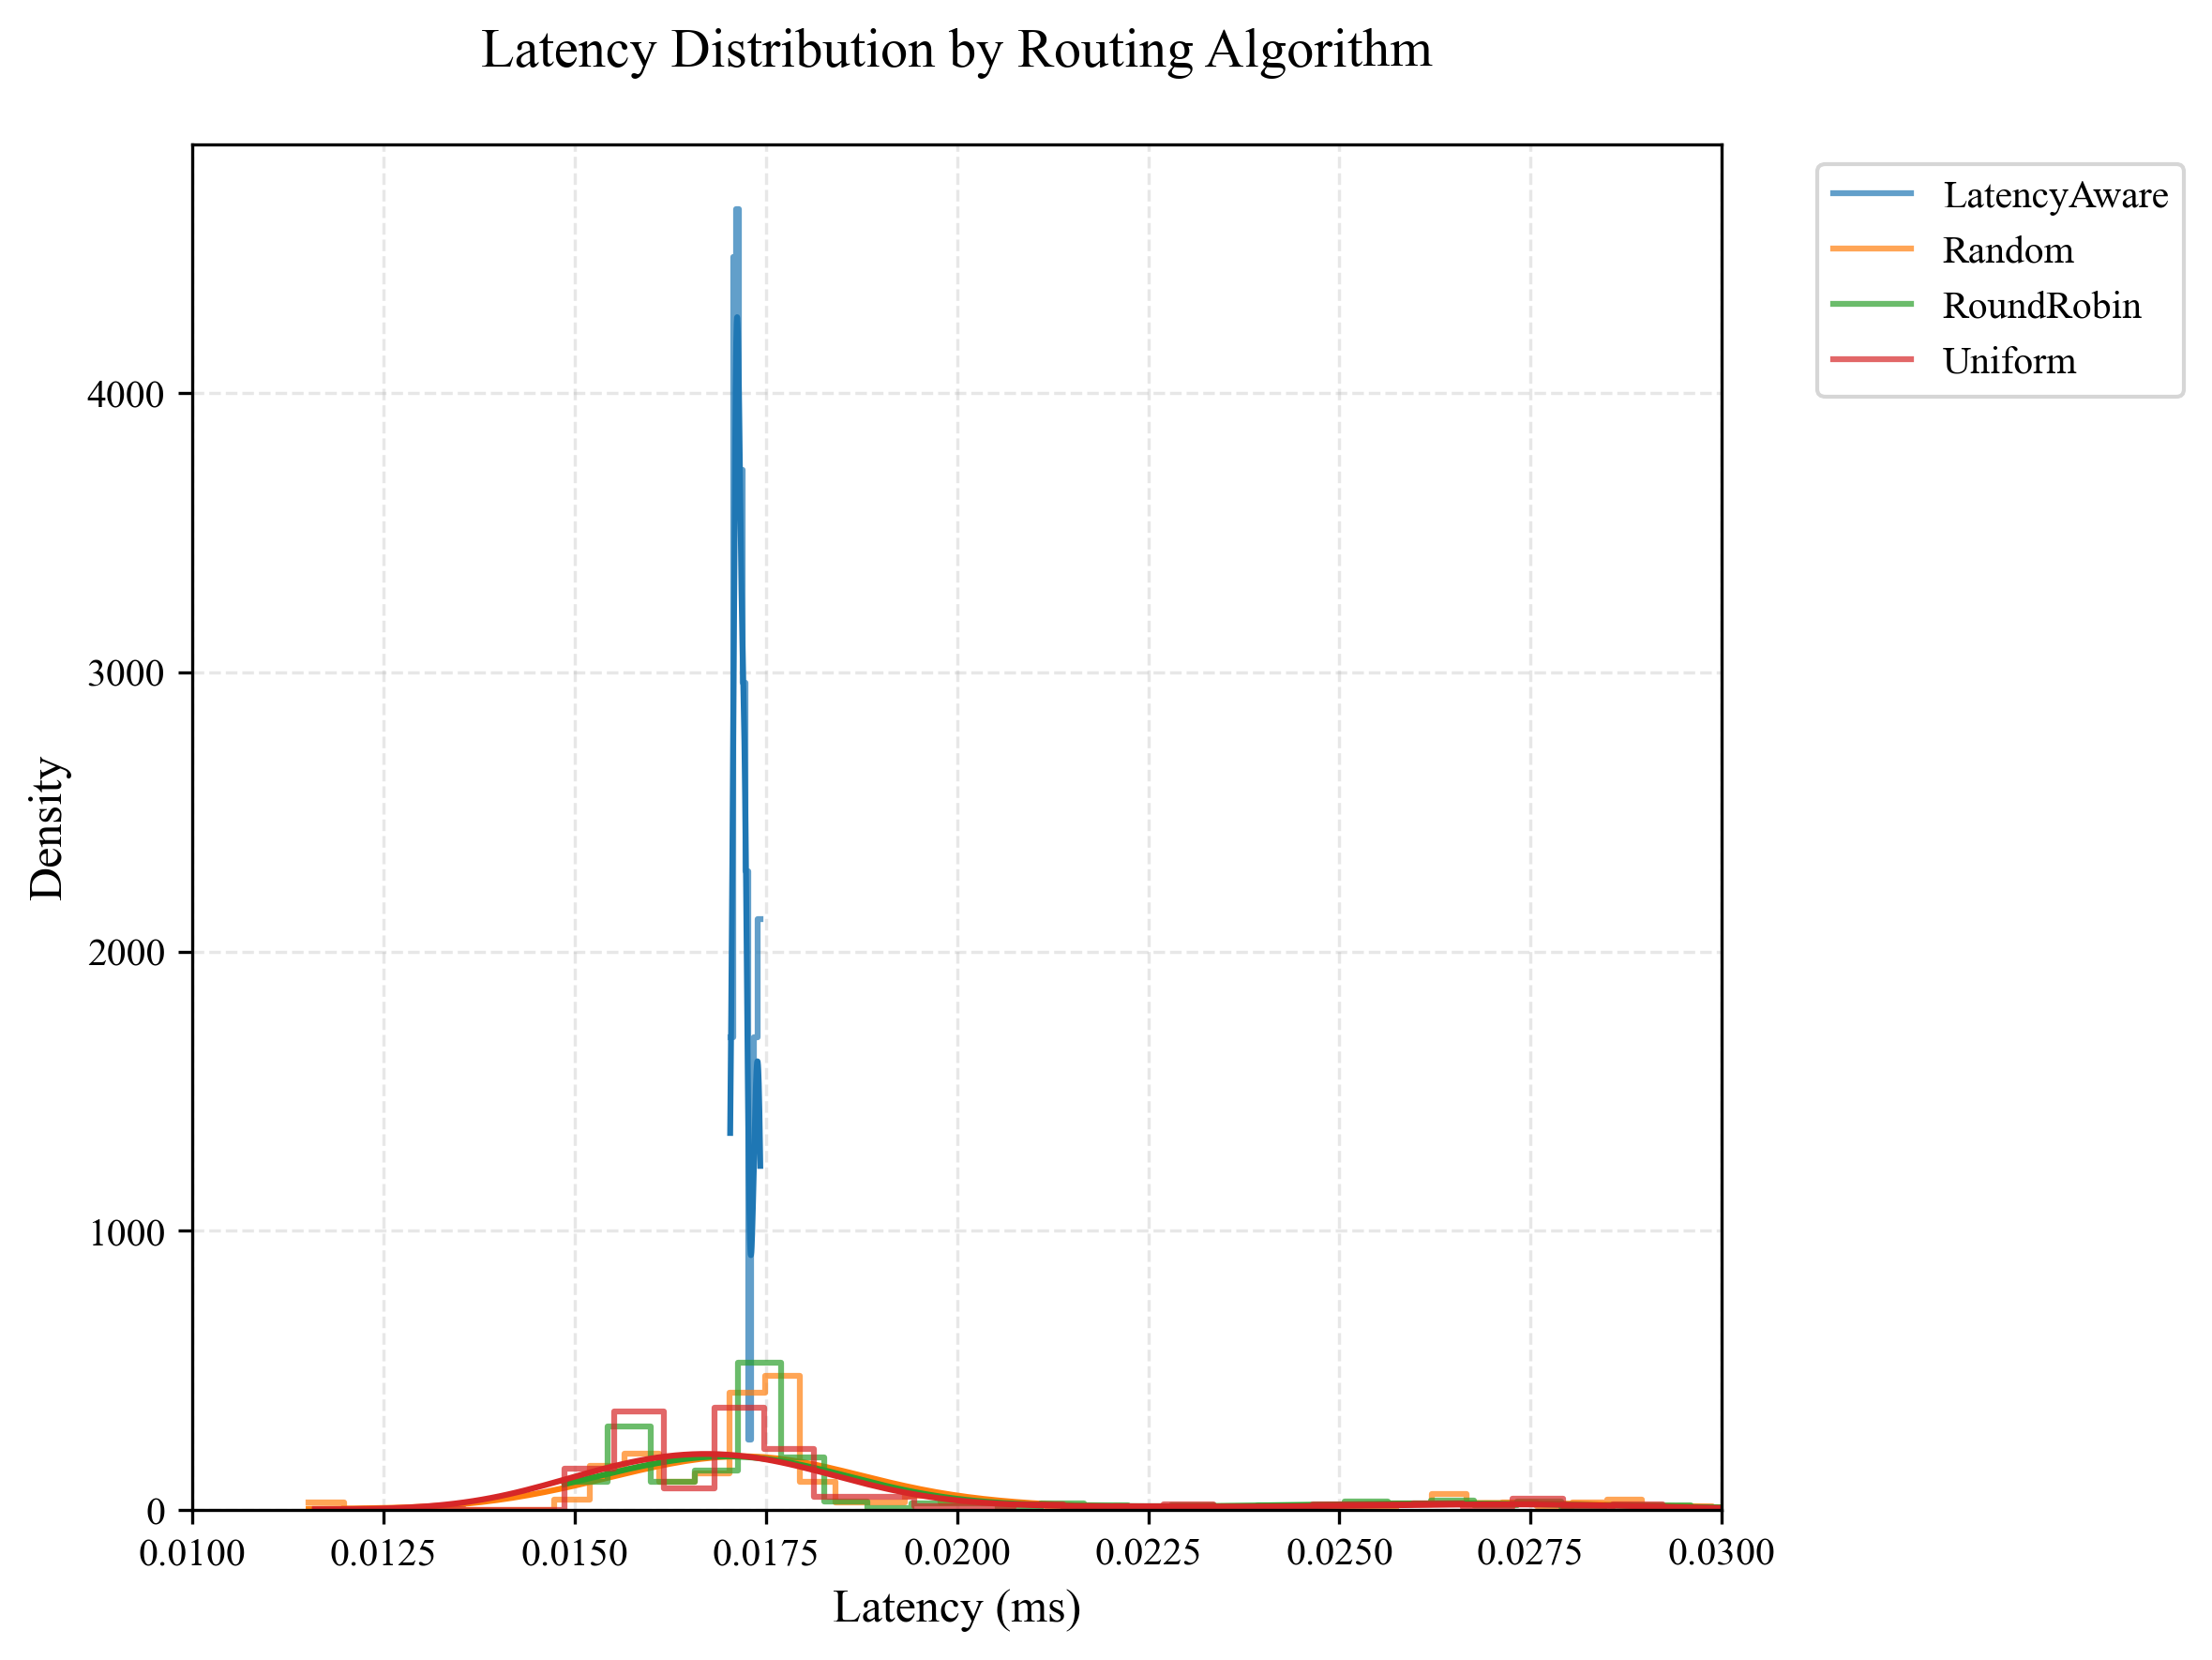 Latency Distribution by Routing Algorithm
LatencyAware
Random
RoundRobin
Uniform
Density
4000
3000
2000
1000
0
0.0100 0.0125 0.0150 0.0175 0.0200 0.0225 0.0250 0.0275 0.0300
Latency (ms)